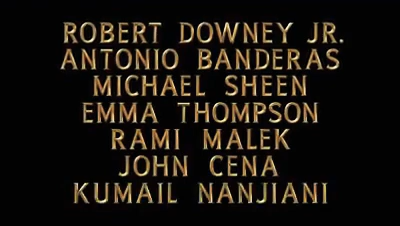 ROBERT DOWNEY JR.
ANTONIO BANDERAS
MICHAEL SHEEN
EMMA THOMPSON
RAMI MALEK
JOHN CENA
KUMAIL NANJIANI